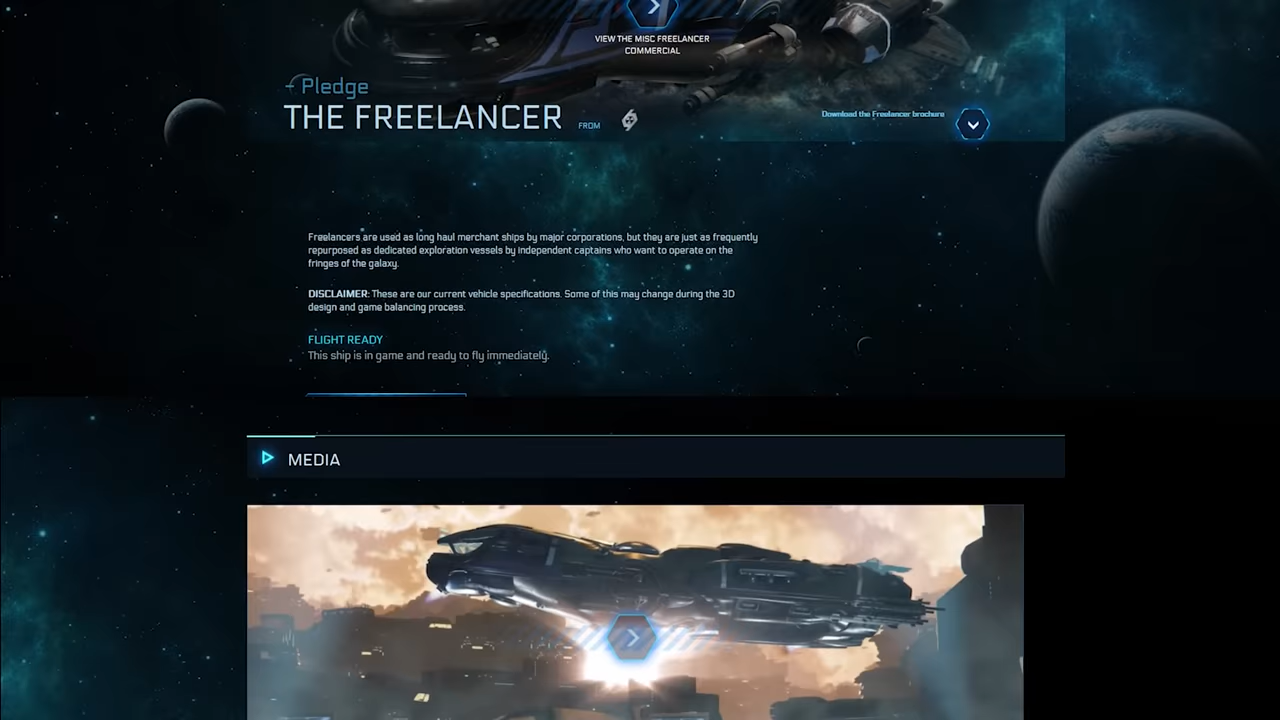 VIEW THE MISC FREELANCER
COMMERCIAL
Pledge
THE FREELANCER
FROM
Download the Freelancer brochure
Freelancers are used as long haul merchant ships by major corporations, but they are just as frequently
repurposed as dedicated exploration vessels by independent captains who want to operate on the
fringes of the galaxy.
DISCLAIMER: These are our current vehicle specifications. Some of this may change during the 3D
design and game balancing process.
FLIGHT READY
This ship is in game and ready to fly immediately.
MEDIA